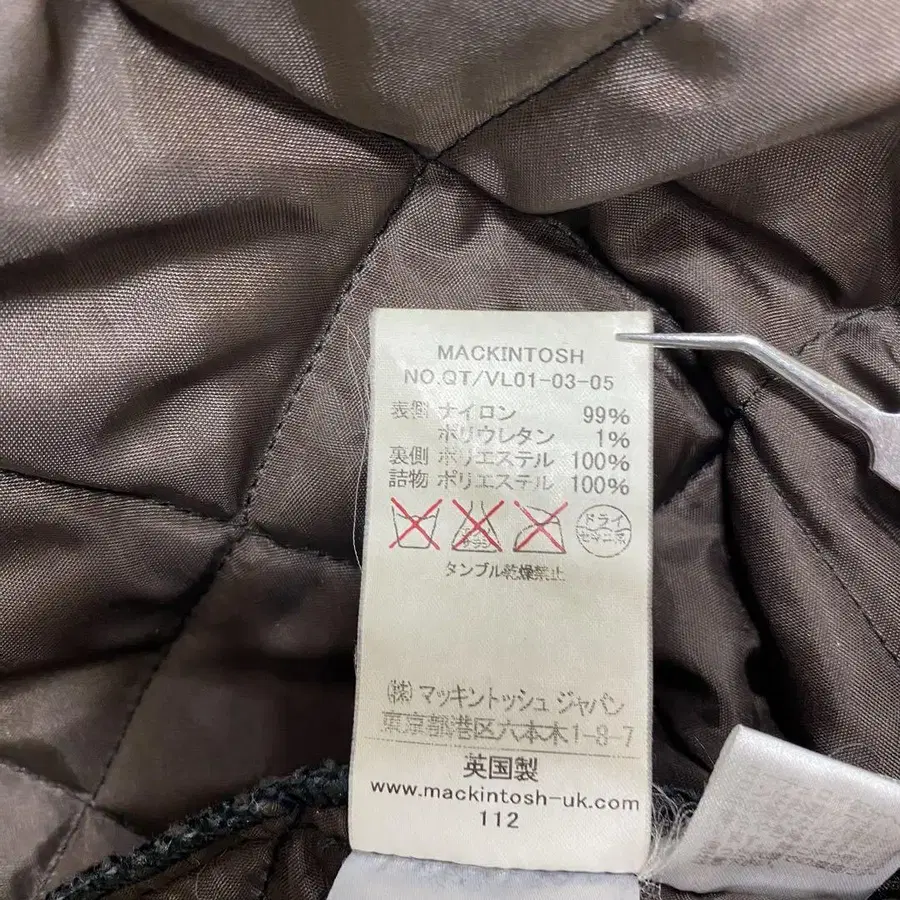 MACKINTOSH
NO.QT/VL01-03-05
表側 ナイロン 99%
ポリウレタン 1%
裏側 ポリエステル 100%
詰物 ポリエステル 100%
ドライ
セキユ系
タンブル乾燥禁止
㈱マッキントッシュ ジャパン
東京都港区六本木1-8-7
英国製
www.mackintosh-uk.com
112